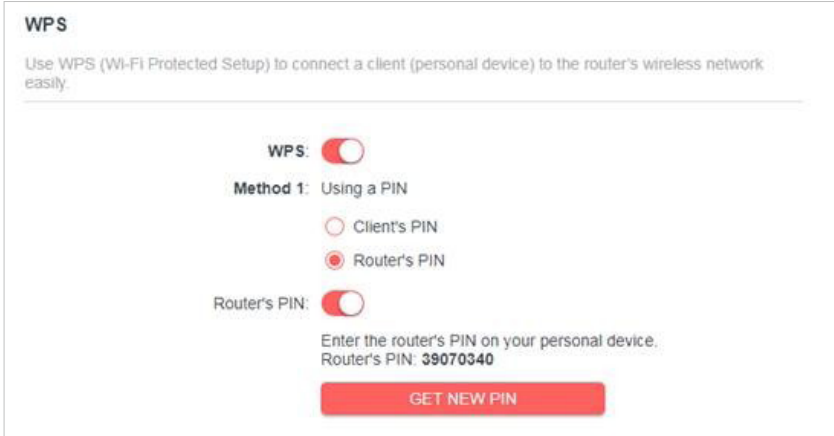 WPS
Use WPS (Wi-Fi Protected Setup) to connect a client (personal device) to the router's wireless network
easily.
WPS:
Method 1: Using a PIN
Client's PIN
Router's PIN
Router's PIN:
Enter the router's PIN on your personal device.
Router's PIN: 39070340
GET NEW PIN